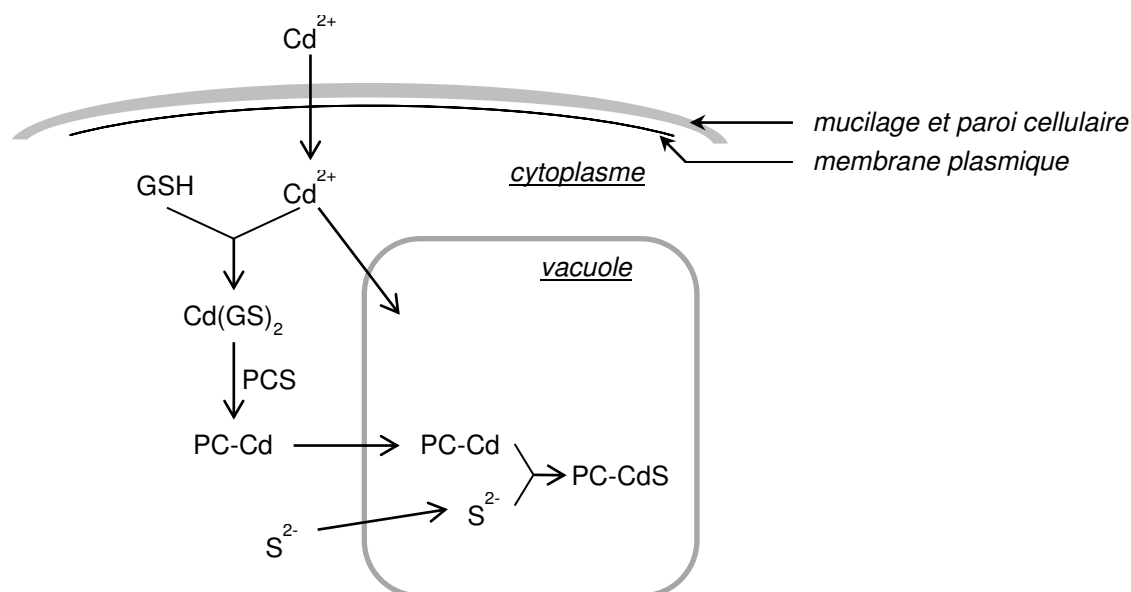 Cd²⁺
mucilage et paroi cellulaire
membrane plasmique
cytoplasme
GSH
Cd²⁺
vacuole
Cd(GS)₂
PCS
PC-Cd
PC-Cd
PC-CdS
S²⁻
S²⁻